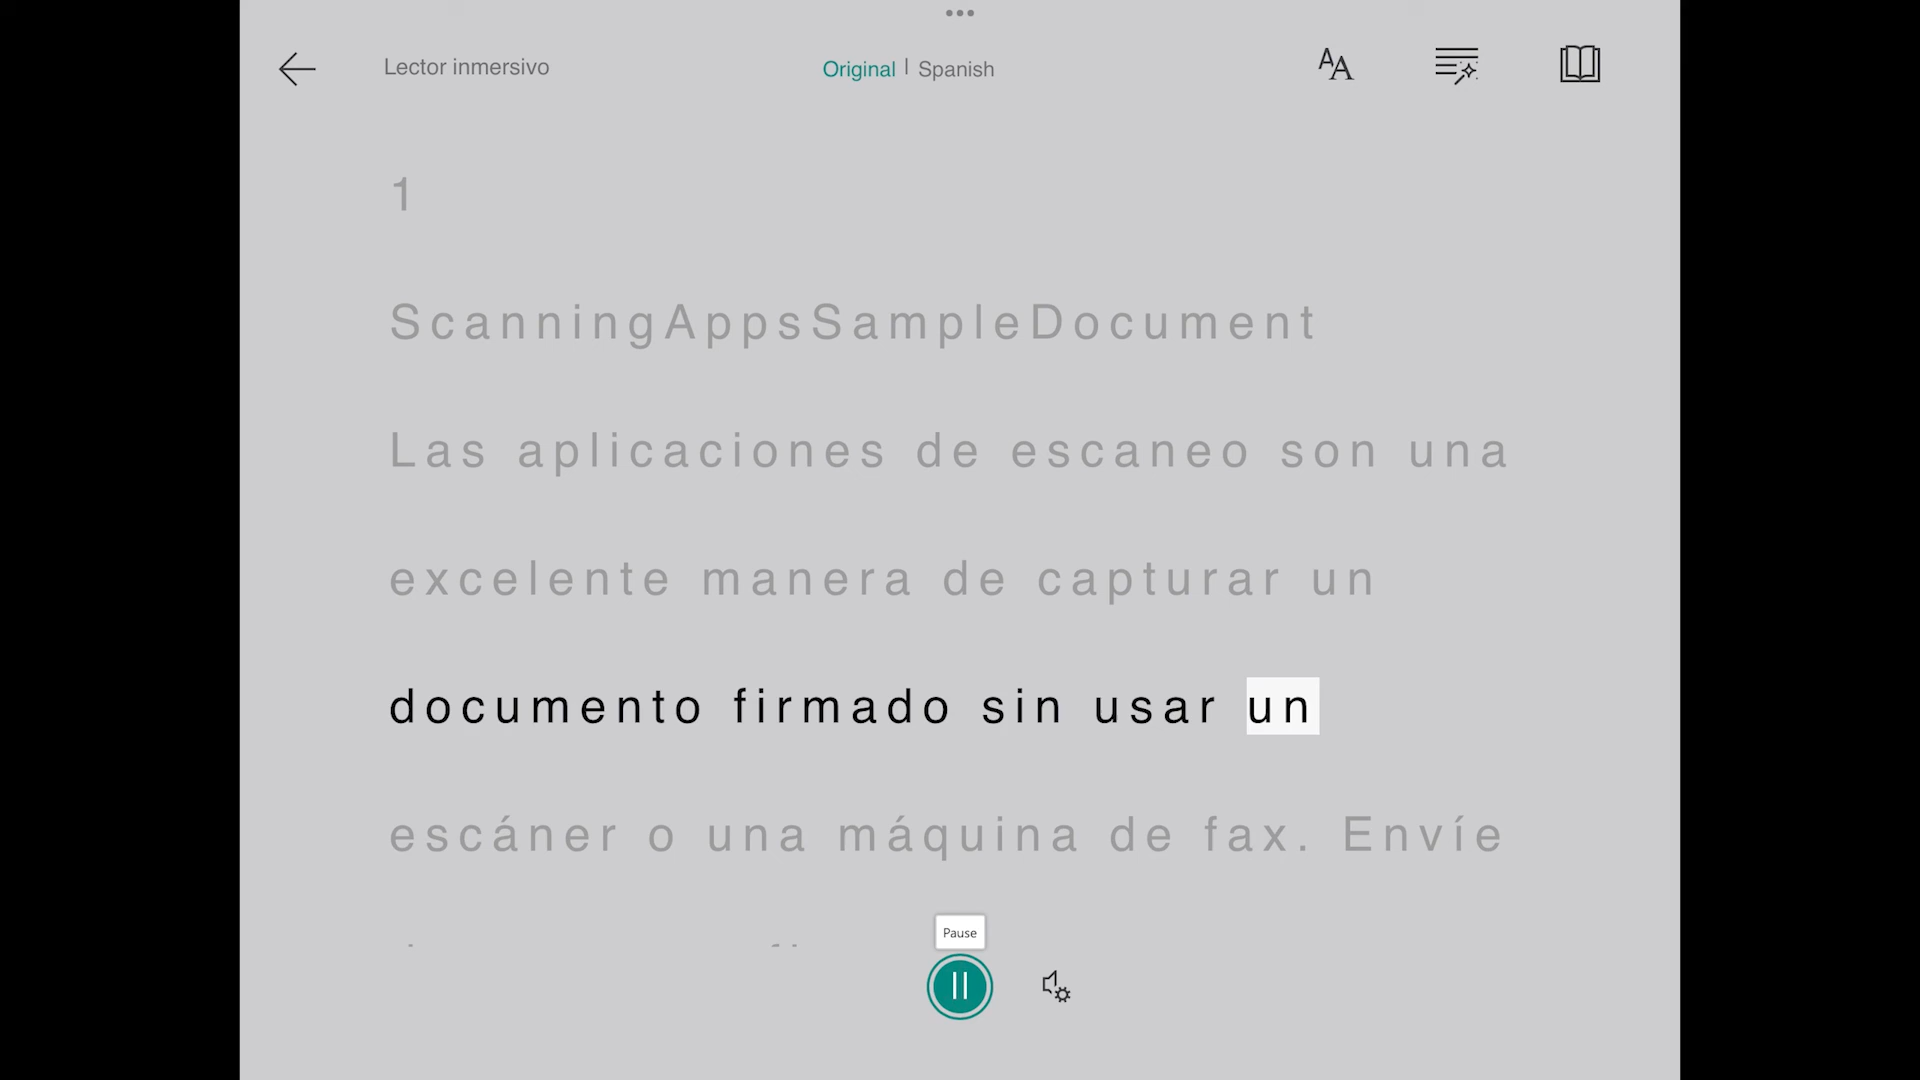 Lector inmersivo
Original | Spanish
AA
1
ScanningAppsSampleDocument
Las aplicaciones de escaneo son una
excelente manera de capturar un
documento firmado sin usar un
escáner o una máquina de fax. Envíe
Pause